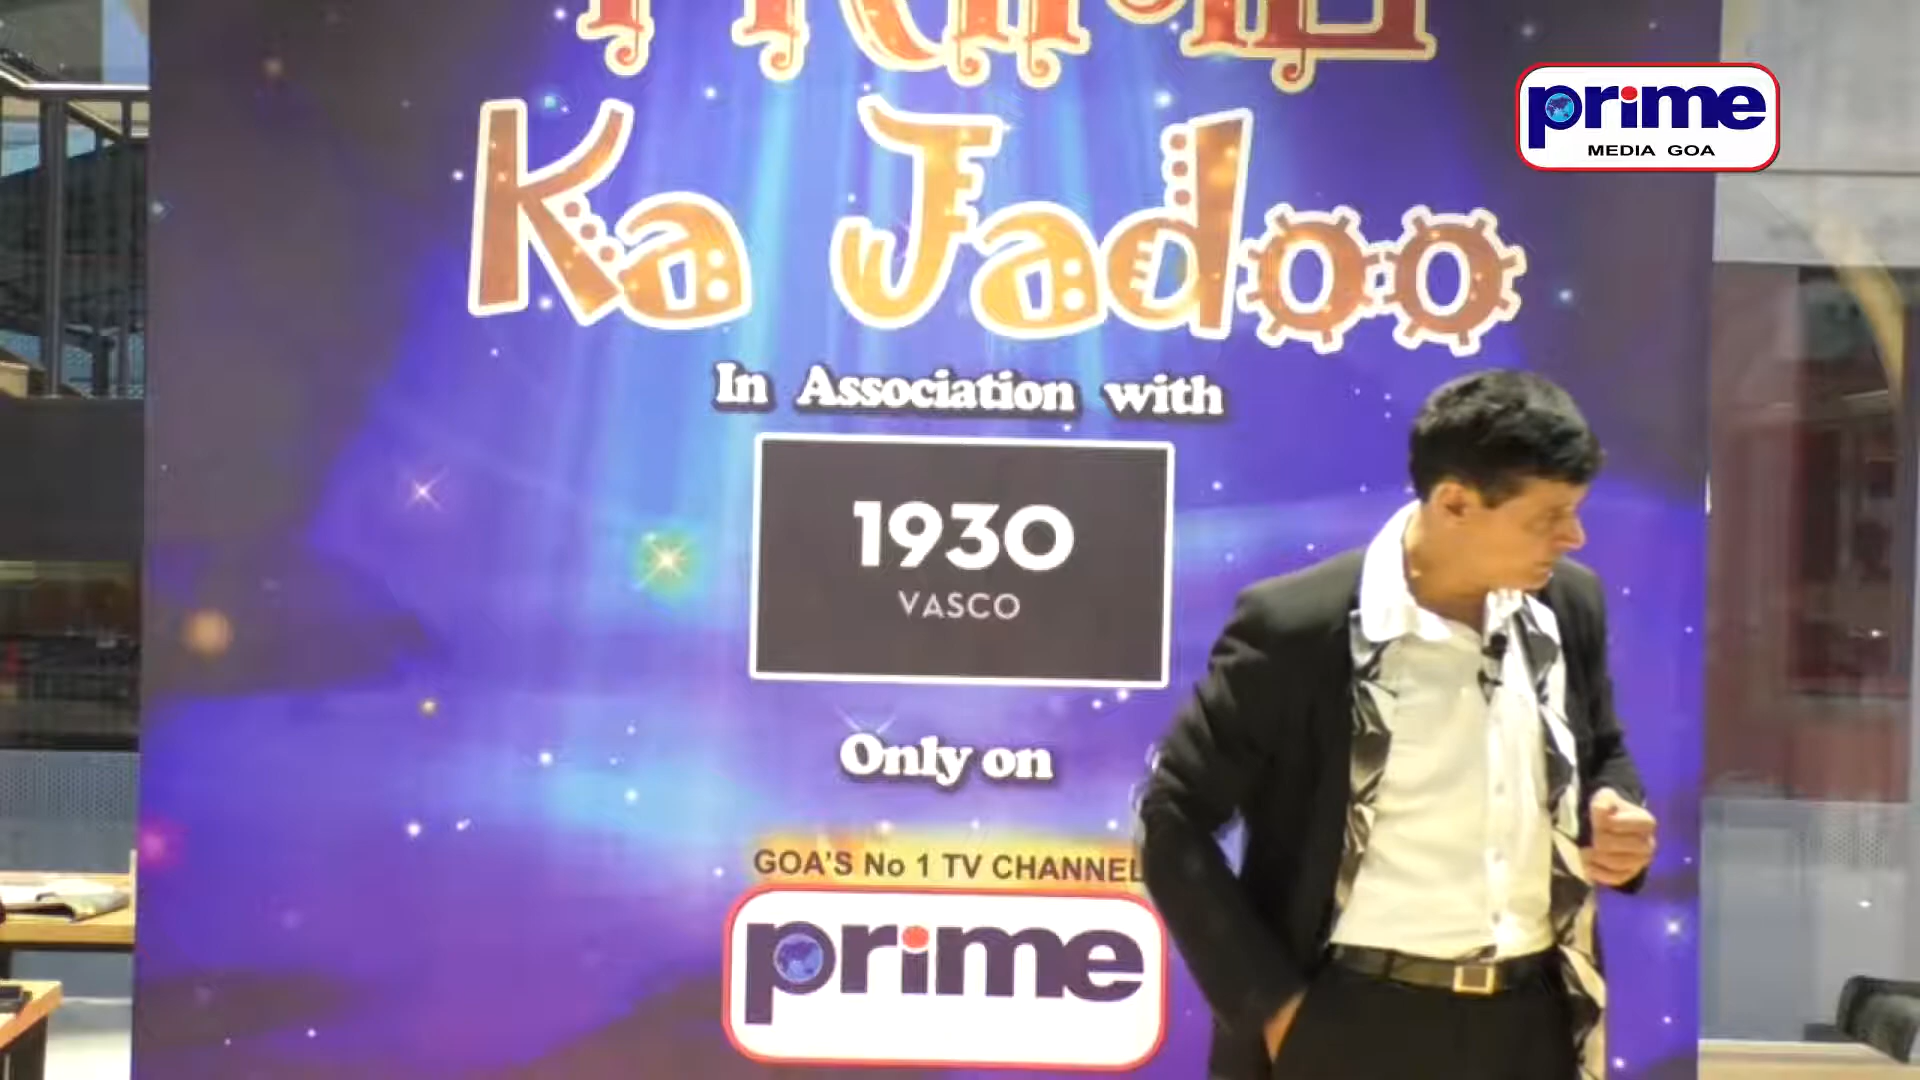 Ka Jadoo
In Association with
1930
VASCO
Only on
GOA'S No 1 TV CHANNEL
prime
prime
MEDIA GOA